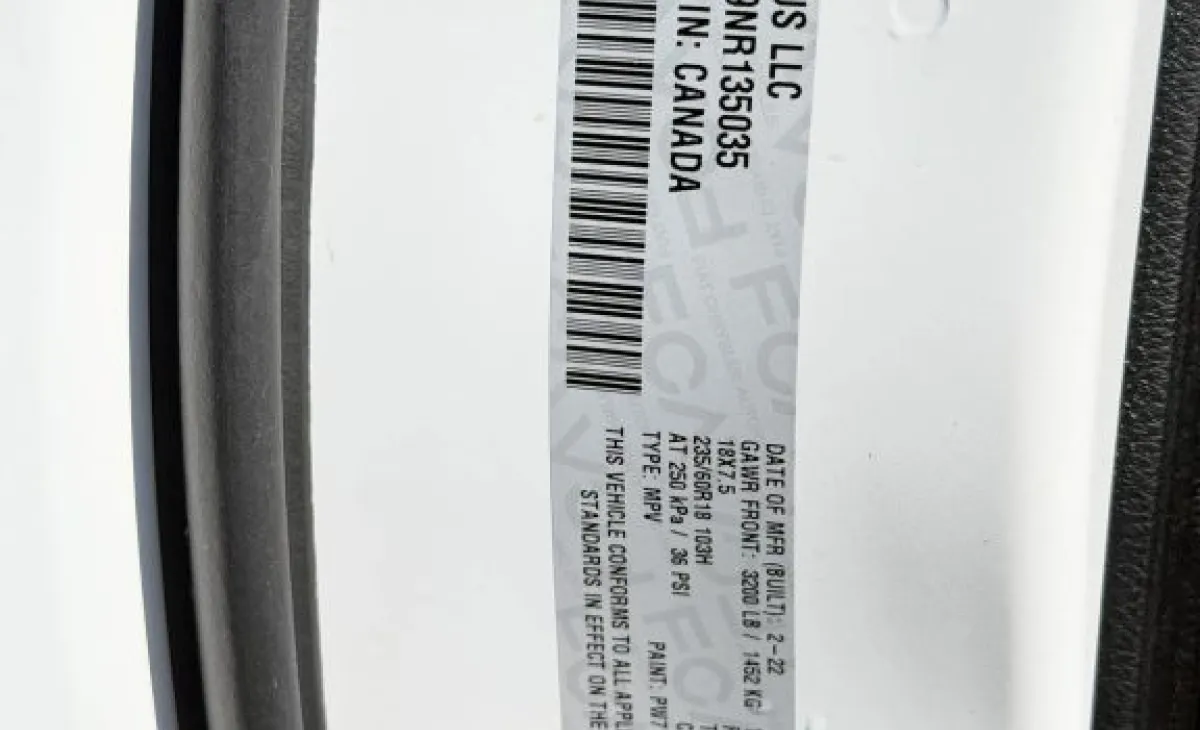 US LLC
9NR135035
IN: CANADA
DATE OF MFR (BUILT): 2-22
GAWR FRONT: 3200 LB / 1452 KG
18X7.5
235/60R18 103H
AT 250 kPa / 36 PSI
TYPE: MPV PAINT: PW7
THIS VEHICLE CONFORMS TO ALL APPLI
STANDARDS IN EFFECT ON THE